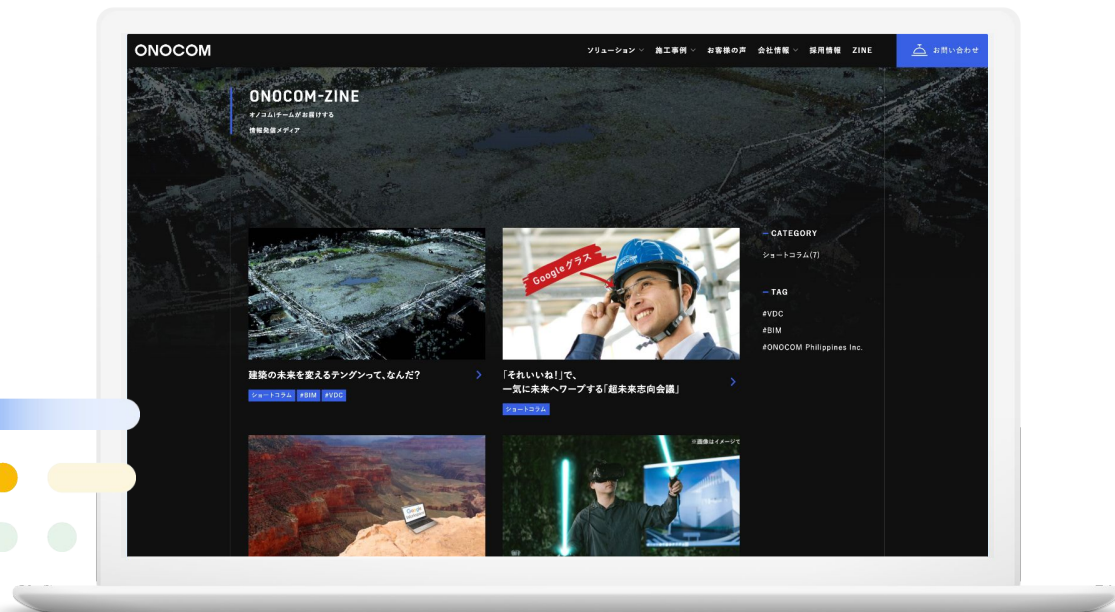 ONOCOM
ソリューション 施工事例 お客様の声 会社情報 採用情報 ZINE お問い合わせ
ONOCOM-ZINE
オノコムiチームがお届けする
情報発信メディア
Googleグラス
CATEGORY
ショートコラム(7)
TAG
#VDC
#BIM
#ONOCOM Philippines Inc.
建築の未来を変えるテングンって、なんだ?
ショートコラム #BIM #VDC
「それいいね!」で、
一気に未来へワープする「超未来志向会議」
ショートコラム
Google
※画像はイメージで